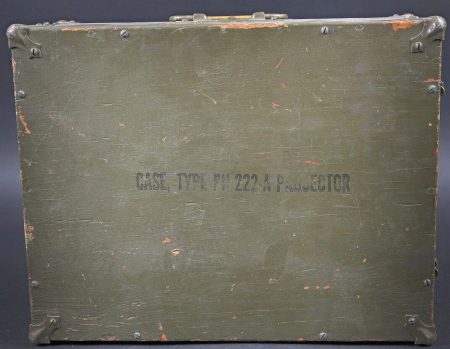 CASE, TYPE PH 222-A PROJECTOR